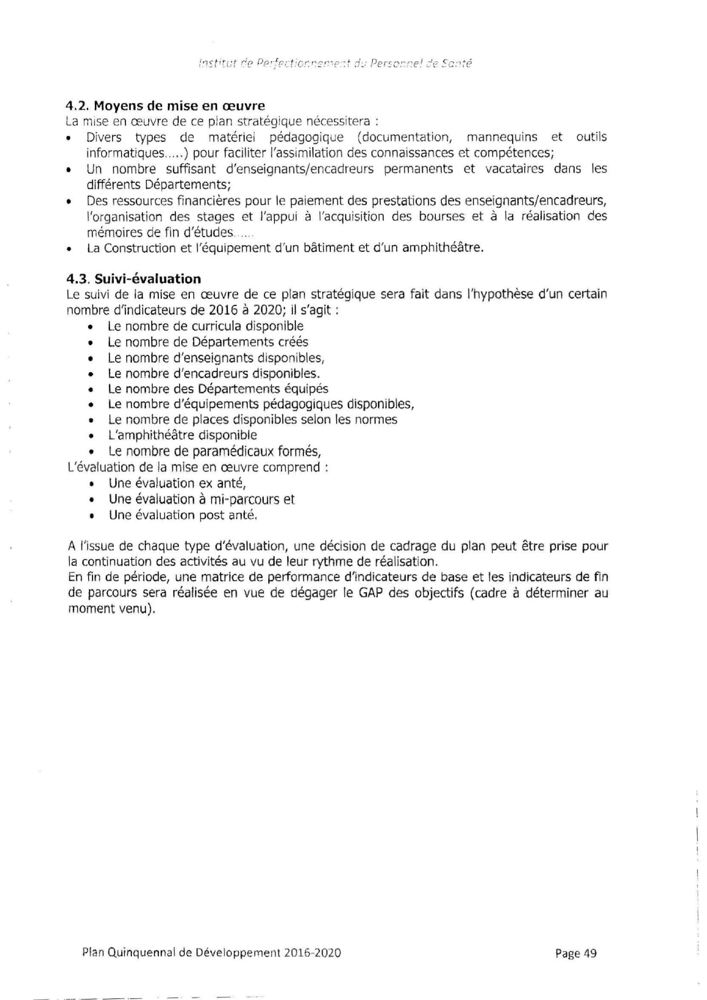 Institut de Perfectionnement du Personnel de Santé
4.2. Moyens de mise en œuvre
La mise en œuvre de ce plan stratégique nécessitera :
• Divers types de matériel pédagogique (documentation, mannequins et outils
informatiques.....) pour faciliter l'assimilation des connaissances et compétences;
• Un nombre suffisant d'enseignants/encadreurs permanents et vacataires dans les
différents Départements;
• Des ressources financières pour le paiement des prestations des enseignants/encadreurs,
l'organisation des stages et l'appui à l'acquisition des bourses et à la réalisation des
mémoires de fin d'études......
• La Construction et l'équipement d'un bâtiment et d'un amphithéâtre.
4.3. Suivi-évaluation
Le suivi de la mise en œuvre de ce plan stratégique sera fait dans l'hypothèse d'un certain
nombre d'indicateurs de 2016 à 2020; il s'agit :
• Le nombre de curricula disponible
• Le nombre de Départements créés
• Le nombre d'enseignants disponibles,
• Le nombre d'encadreurs disponibles.
• Le nombre des Départements équipés
• Le nombre d'équipements pédagogiques disponibles,
• Le nombre de places disponibles selon les normes
• L'amphithéâtre disponible
• Le nombre de paramédicaux formés,
L'évaluation de la mise en œuvre comprend :
• Une évaluation ex anté,
• Une évaluation à mi-parcours et
• Une évaluation post anté.
A l'issue de chaque type d'évaluation, une décision de cadrage du plan peut être prise pour
la continuation des activités au vu de leur rythme de réalisation.
En fin de période, une matrice de performance d'indicateurs de base et les indicateurs de fin
de parcours sera réalisée en vue de dégager le GAP des objectifs (cadre à déterminer au
moment venu).
Plan Quinquennal de Développement 2016-2020 Page 49